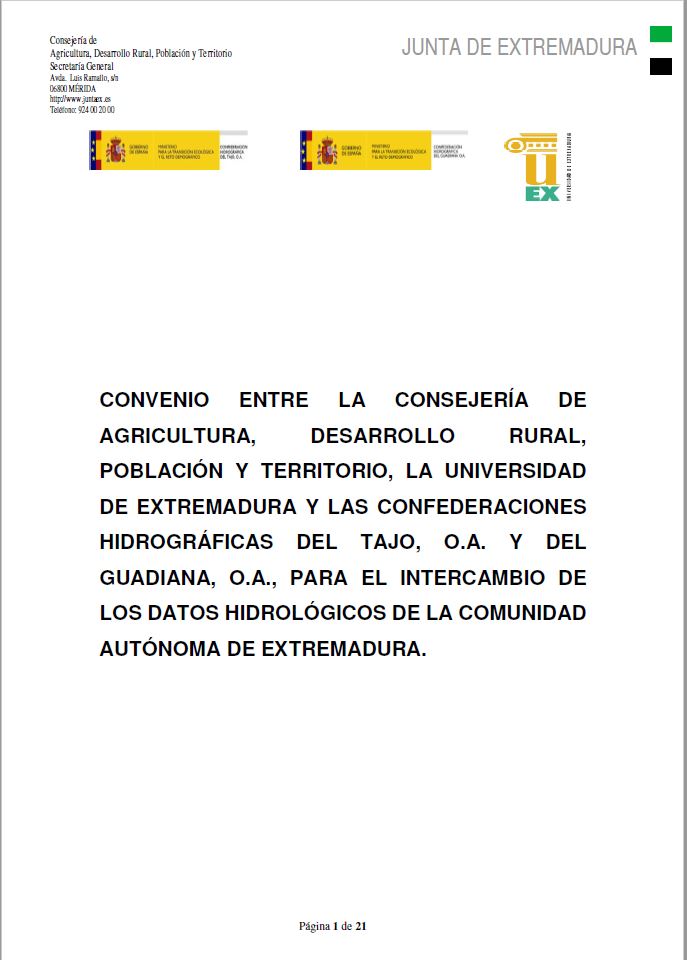 Consejería de
Agricultura, Desarrollo Rural, Población y Territorio
Secretaría General
Avda. Luis Ramallo, s/n
06800 MÉRIDA
http://www.juntaex.es
Teléfono: 924 00 20 00
JUNTA DE EXTREMADURA
GOBIERNO
DE ESPAÑA
MINISTERIO
PARA LA TRANSICIÓN ECOLÓGICA
Y EL RETO DEMOGRÁFICO
CONFEDERACIÓN
HIDROGRÁFICA
DEL TAJO, O.A.
GOBIERNO
DE ESPAÑA
MINISTERIO
PARA LA TRANSICIÓN ECOLÓGICA
Y EL RETO DEMOGRÁFICO
CONFEDERACIÓN
HIDROGRÁFICA
DEL GUADIANA, O.A.
U
EX
UNIVERSIDAD DE EXTREMADURA
CONVENIO ENTRE LA CONSEJERÍA DE
AGRICULTURA, DESARROLLO RURAL,
POBLACIÓN Y TERRITORIO, LA UNIVERSIDAD
DE EXTREMADURA Y LAS CONFEDERACIONES
HIDROGRÁFICAS DEL TAJO, O.A. Y DEL
GUADIANA, O.A., PARA EL INTERCAMBIO DE
LOS DATOS HIDROLÓGICOS DE LA COMUNIDAD
AUTÓNOMA DE EXTREMADURA.
Página 1 de 21